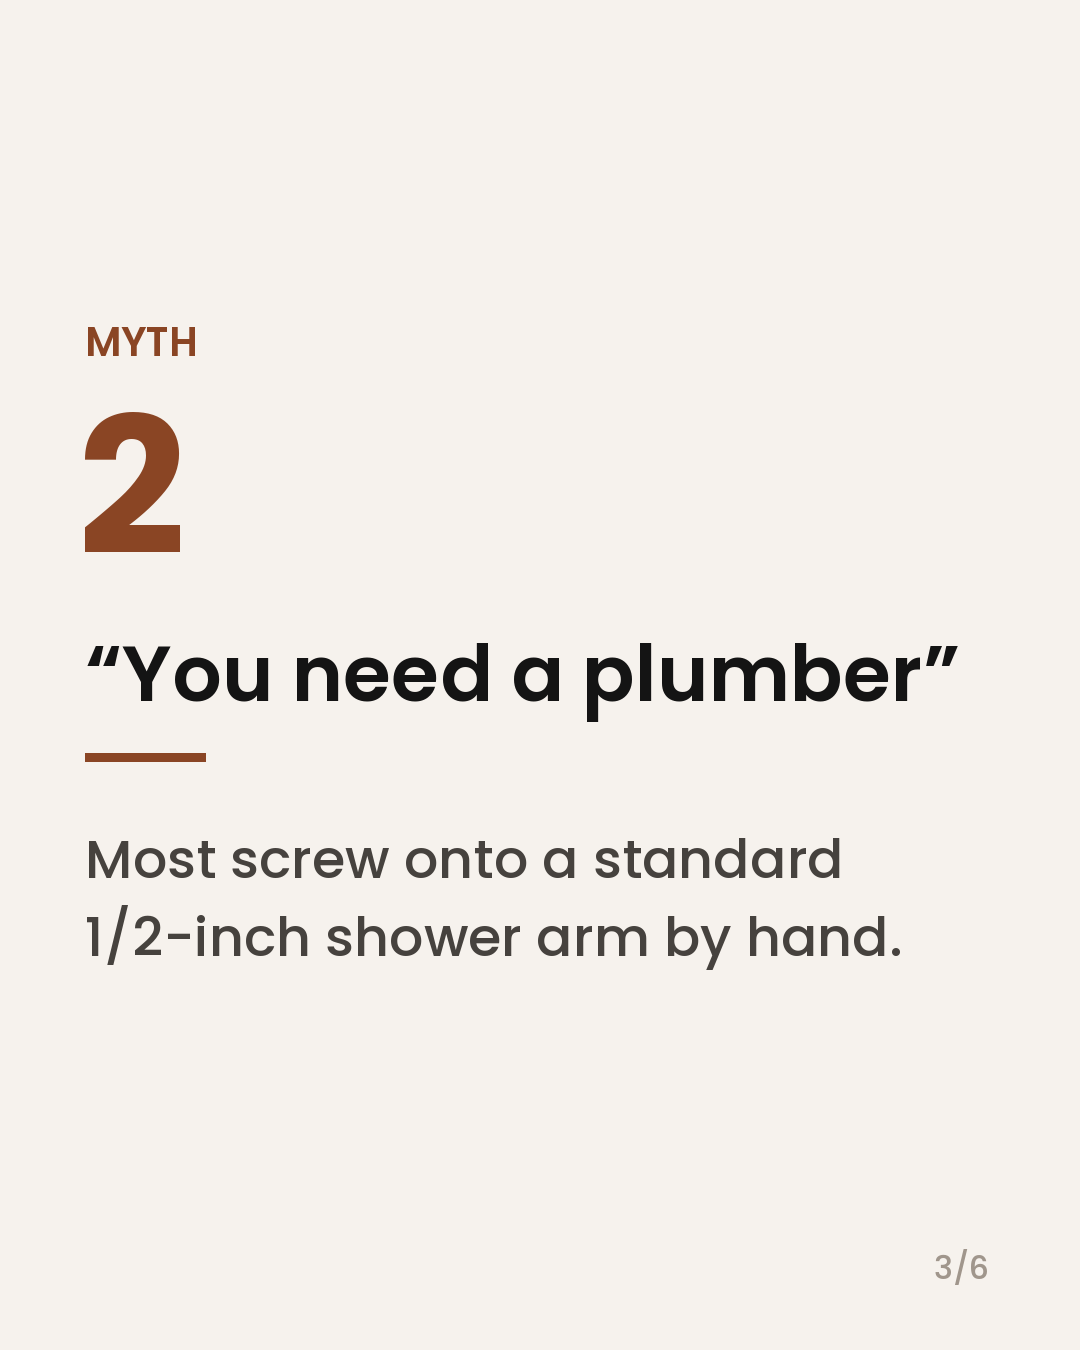 MYTH
2
“You need a plumber”
Most screw onto a standard
1/2-inch shower arm by hand.
3/6